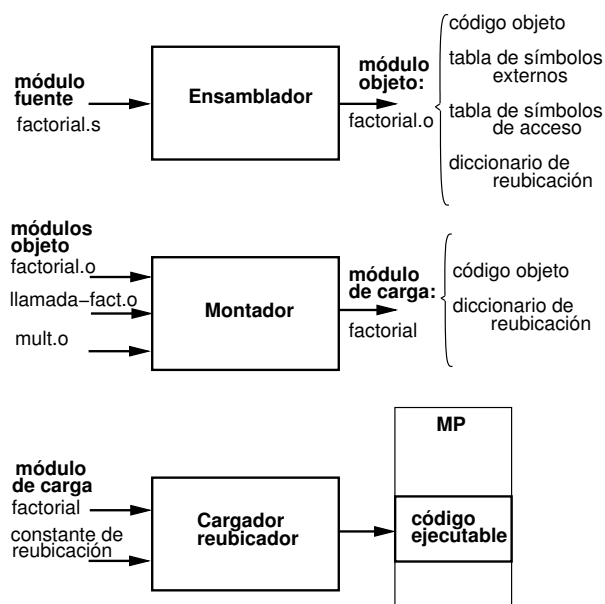 módulo
fuente
factorial.s
Ensamblador
módulo
objeto:
factorial.o
código objeto
tabla de símbolos
externos
tabla de símbolos
de acceso
diccionario de
reubicación
módulos
objeto
factorial.o
llamada−fact.o
mult.o
Montador
módulo
de carga:
factorial
código objeto
diccionario de
reubicación
módulo
de carga
factorial
constante de
reubicación
Cargador
reubicador
MP
código
ejecutable